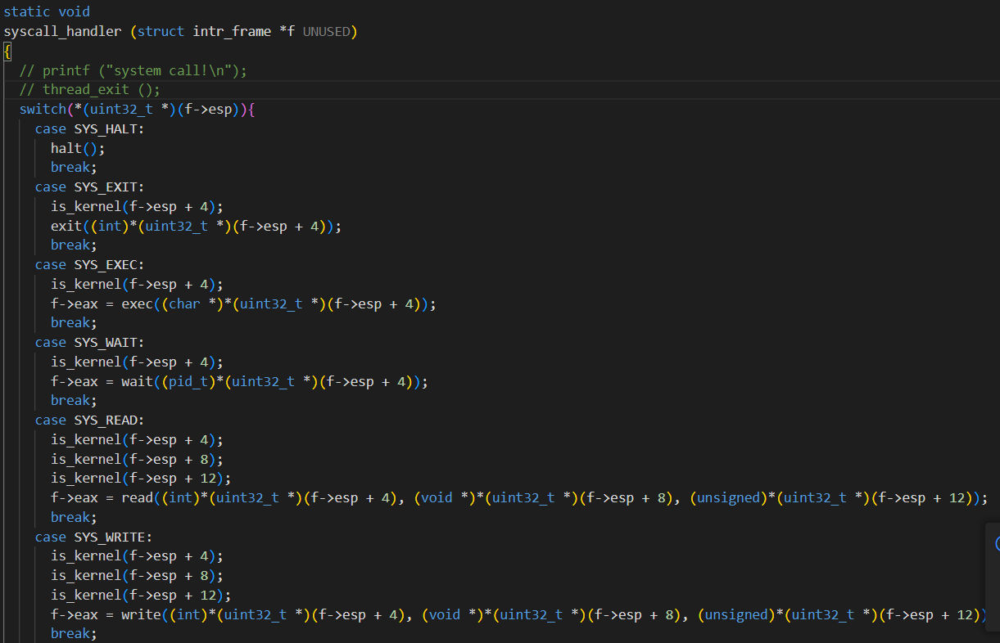 static void
syscall_handler (struct intr_frame *f UNUSED)
{
  // printf ("system call!\n");
  // thread_exit ();
  switch(*(uint32_t *)(f->esp)){
    case SYS_HALT:
      halt();
      break;
    case SYS_EXIT:
      is_kernel(f->esp + 4);
      exit((int)*(uint32_t *)(f->esp + 4));
      break;
    case SYS_EXEC:
      is_kernel(f->esp + 4);
      f->eax = exec((char *)*(uint32_t *)(f->esp + 4));
      break;
    case SYS_WAIT:
      is_kernel(f->esp + 4);
      f->eax = wait((pid_t)*(uint32_t *)(f->esp + 4));
      break;
    case SYS_READ:
      is_kernel(f->esp + 4);
      is_kernel(f->esp + 8);
      is_kernel(f->esp + 12);
      f->eax = read((int)*(uint32_t *)(f->esp + 4), (void *)*(uint32_t *)(f->esp + 8), (unsigned)*(uint32_t *)(f->esp + 12));
      break;
    case SYS_WRITE:
      is_kernel(f->esp + 4);
      is_kernel(f->esp + 8);
      is_kernel(f->esp + 12);
      f->eax = write((int)*(uint32_t *)(f->esp + 4), (void *)*(uint32_t *)(f->esp + 8), (unsigned)*(uint32_t *)(f->esp + 12))
      break;